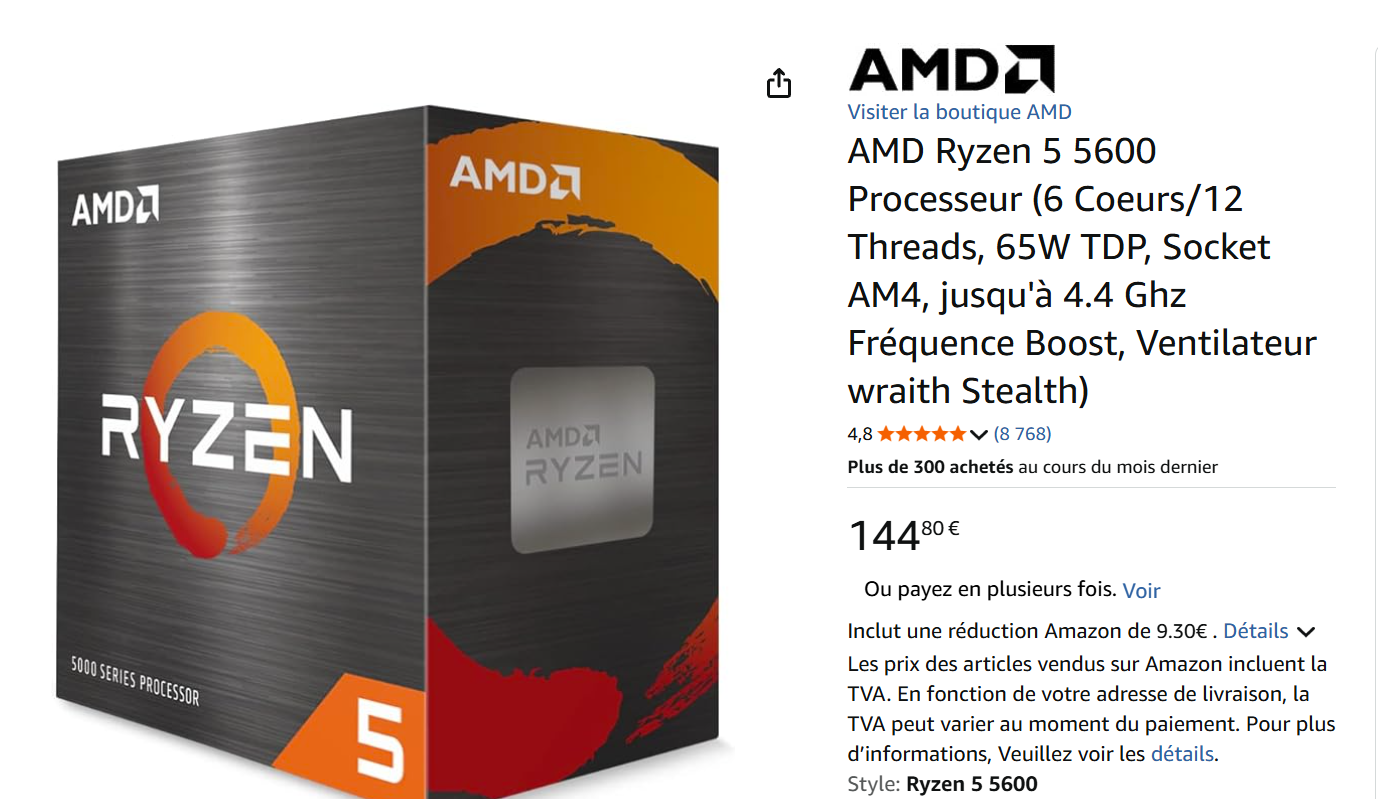 AMD
RYZEN
5000 SERIES PROCESSOR
5
AMD
AMD
RYZEN
AMD
Visiter la boutique AMD
AMD Ryzen 5 5600
Processeur (6 Coeurs/12
Threads, 65W TDP, Socket
AM4, jusqu'à 4.4 Ghz
Fréquence Boost, Ventilateur
wraith Stealth)
4,8 (8 768)
Plus de 300 achetés au cours du mois dernier
144 80 €
Ou payez en plusieurs fois. Voir
Inclut une réduction Amazon de 9.30€ . Détails
Les prix des articles vendus sur Amazon incluent la
TVA. En fonction de votre adresse de livraison, la
TVA peut varier au moment du paiement. Pour plus
d’informations, Veuillez voir les détails.
Style: Ryzen 5 5600